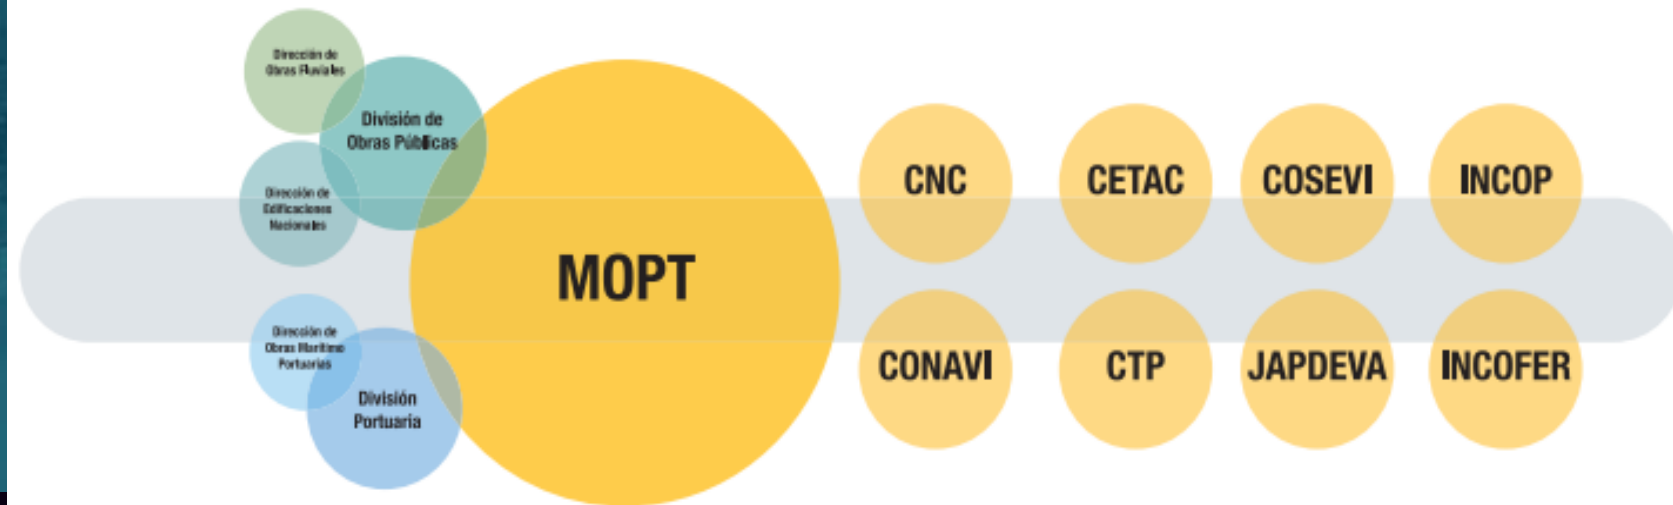 Dirección de
Obras Fluviales
División de
Obras Públicas
Dirección de
Edificaciones
Nacionales
Dirección de
Obras Marítimo
Portuarias
División
Portuaria
MOPT
CNC
CETAC
COSEVI
INCOP
CONAVI
CTP
JAPDEVA
INCOFER